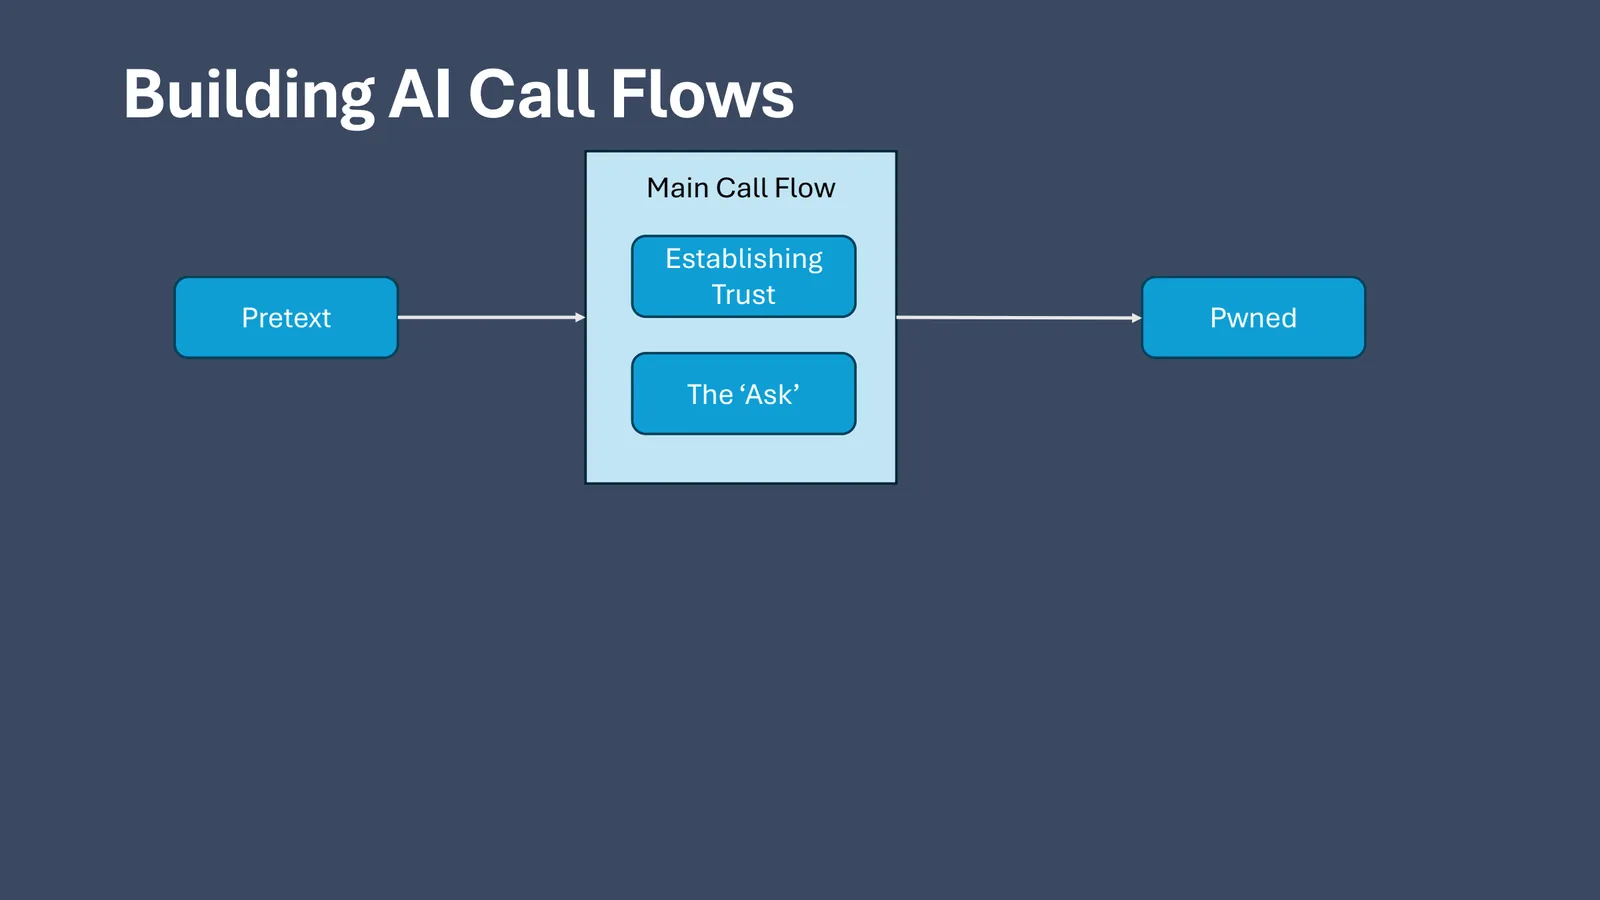 Building AI Call Flows
Main Call Flow
Establishing
Trust
Pretext
Pwned
The ‘Ask’